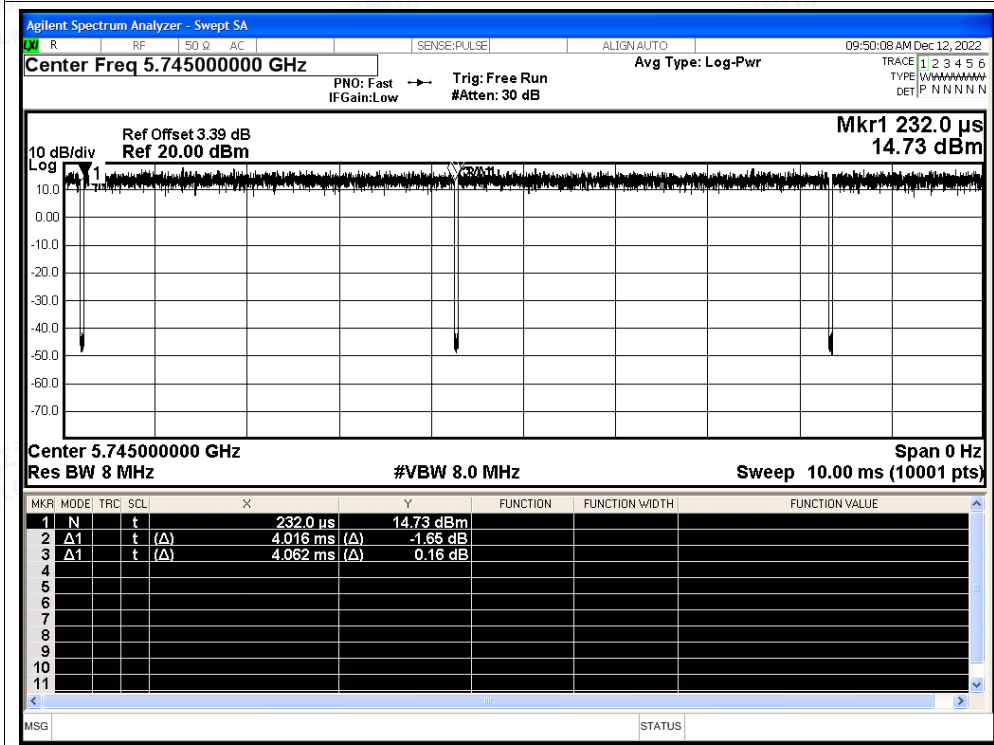 Agilent Spectrum Analyzer - Swept SA
LXI R RF 50 Ω AC SENSE:PULSE ALIGN AUTO 09:50:08 AM Dec 12, 2022
Center Freq 5.745000000 GHz Avg Type: Log-Pwr TRACE 1 2 3 4 5 6
PNO: Fast Trig: Free Run TYPE WWWWWW
IFGain:Low #Atten: 30 dB DET P N N N N N
Mkr1 232.0 µs
Ref Offset 3.39 dB
10 dB/div Ref 20.00 dBm 14.73 dBm
Log
1
10.0
0.00
-10.0
-20.0
-30.0
-40.0
-50.0
-60.0
-70.0
Center 5.745000000 GHz Span 0 Hz
Res BW 8 MHz #VBW 8.0 MHz Sweep 10.00 ms (10001 pts)
MKR MODE TRC SCL X Y FUNCTION FUNCTION WIDTH FUNCTION VALUE
1 N t 232.0 µs 14.73 dBm
2 Δ1 t (Δ) 4.016 ms (Δ) -1.65 dB
3 Δ1 t (Δ) 4.062 ms (Δ) 0.16 dB
4
5
6
7
8
9
10
11
MSG STATUS